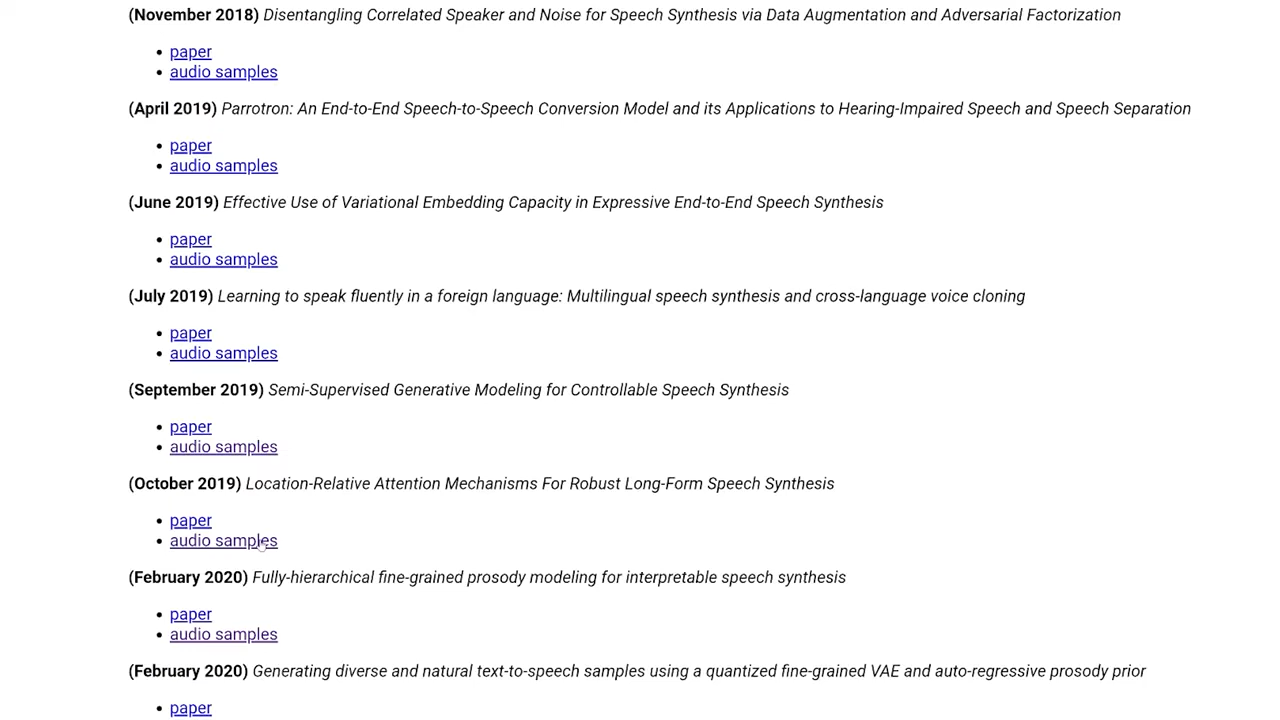 (November 2018) Disentangling Correlated Speaker and Noise for Speech Synthesis via Data Augmentation and Adversarial Factorization
• paper
• audio samples
(April 2019) Parrotron: An End-to-End Speech-to-Speech Conversion Model and its Applications to Hearing-Impaired Speech and Speech Separation
• paper
• audio samples
(June 2019) Effective Use of Variational Embedding Capacity in Expressive End-to-End Speech Synthesis
• paper
• audio samples
(July 2019) Learning to speak fluently in a foreign language: Multilingual speech synthesis and cross-language voice cloning
• paper
• audio samples
(September 2019) Semi-Supervised Generative Modeling for Controllable Speech Synthesis
• paper
• audio samples
(October 2019) Location-Relative Attention Mechanisms For Robust Long-Form Speech Synthesis
• paper
• audio samples
(February 2020) Fully-hierarchical fine-grained prosody modeling for interpretable speech synthesis
• paper
• audio samples
(February 2020) Generating diverse and natural text-to-speech samples using a quantized fine-grained VAE and auto-regressive prosody prior
• paper